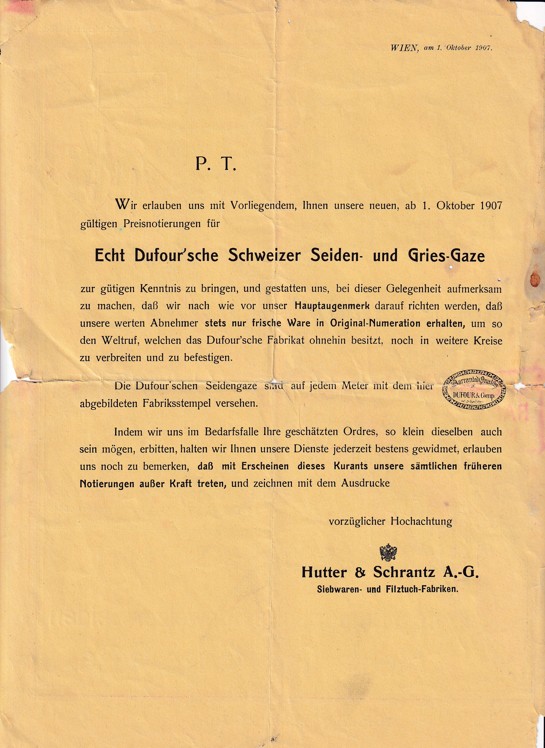 WIEN, am 1. Oktober 1907.
P. T.
Wir erlauben uns mit Vorliegendem, Ihnen unsere neuen, ab 1. Oktober 1907
gültigen Preisnotierungen für
Echt Dufour'sche Schweizer Seiden- und Gries-Gaze
zur gütigen Kenntnis zu bringen, und gestatten uns, bei dieser Gelegenheit aufmerksam
zu machen, daß wir nach wie vor unser Hauptaugenmerk darauf richten werden, daß
unsere werten Abnehmer stets nur frische Ware in Original-Numeration erhalten, um so
den Weltruf, welchen das Dufour'sche Fabrikat ohnehin besitzt, noch in weitere Kreise
zu verbreiten und zu befestigen.
Die Dufour'schen Seidengaze sind auf jedem Meter mit dem hier
abgebildeten Fabriksstempel versehen.
DUFOUR & Comp.
Indem wir uns im Bedarfsfalle Ihre geschätzten Ordres, so klein dieselben auch
sein mögen, erbitten, halten wir Ihnen unsere Dienste jederzeit bestens gewidmet, erlauben
uns noch zu bemerken, daß mit Erscheinen dieses Kurants unsere sämtlichen früheren
Notierungen außer Kraft treten, und zeichnen mit dem Ausdrucke
vorzüglicher Hochachtung
Hutter & Schrantz A.-G.
Siebwaren- und Filztuch-Fabriken.